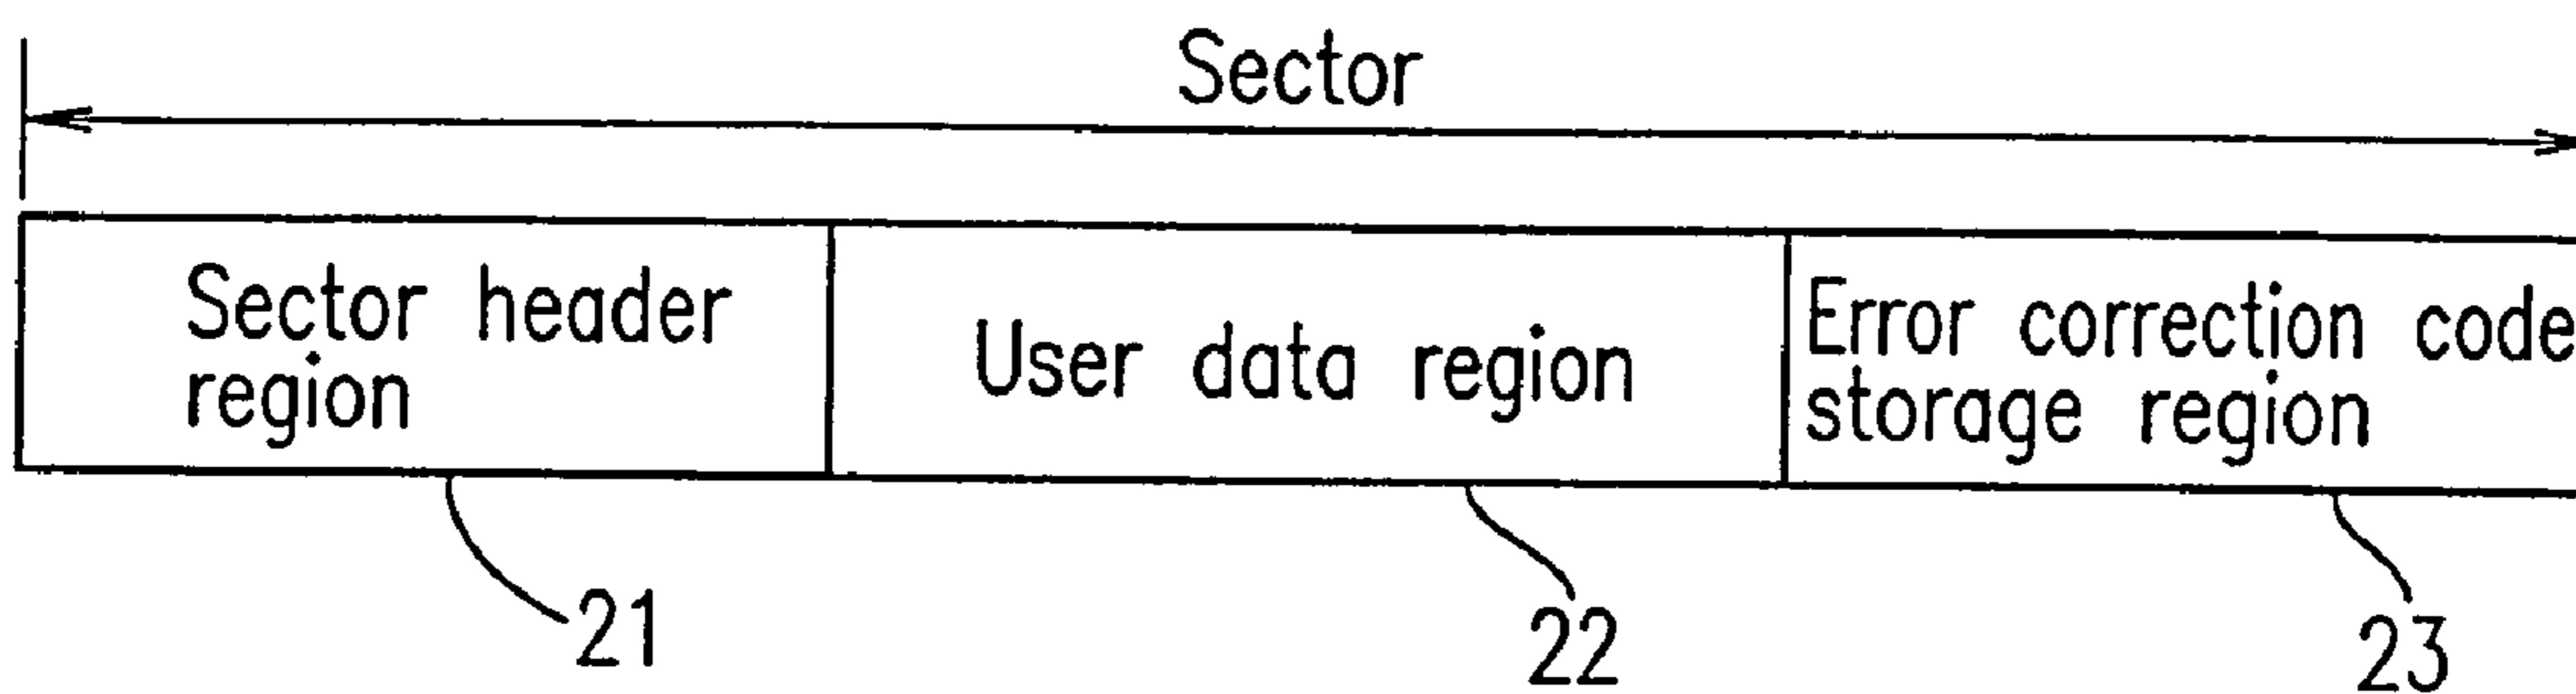 Sector
Sector header
region
User data region
Error correction code
storage region
21
22
23